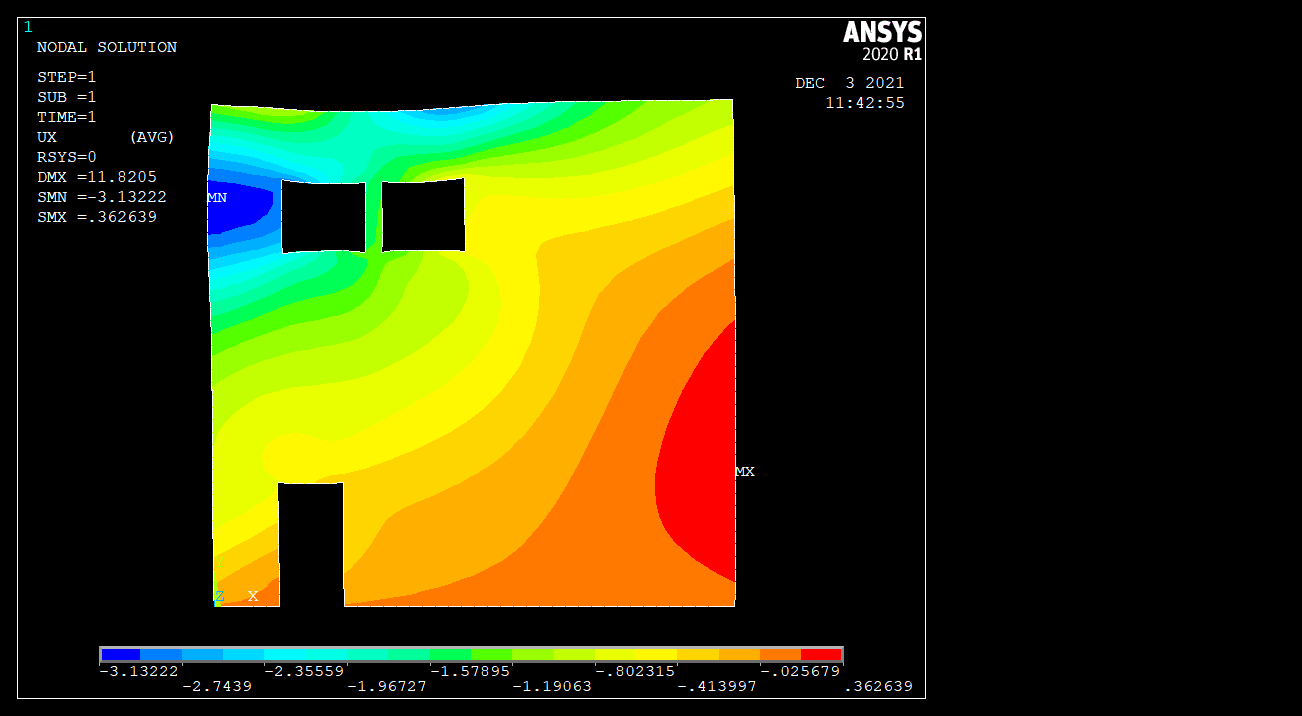 1
ANSYS
2020 R1
NODAL SOLUTION
STEP=1
SUB =1
TIME=1
UX (AVG)
RSYS=0
DMX =11.8205
SMN =-3.13222
SMX =.362639
DEC 3 2021
11:42:55
MN
MX
Z X
-3.13222 -2.35559 -1.57895 -.802315 -.025679
-2.7439 -1.96727 -1.19063 -.413997 .362639